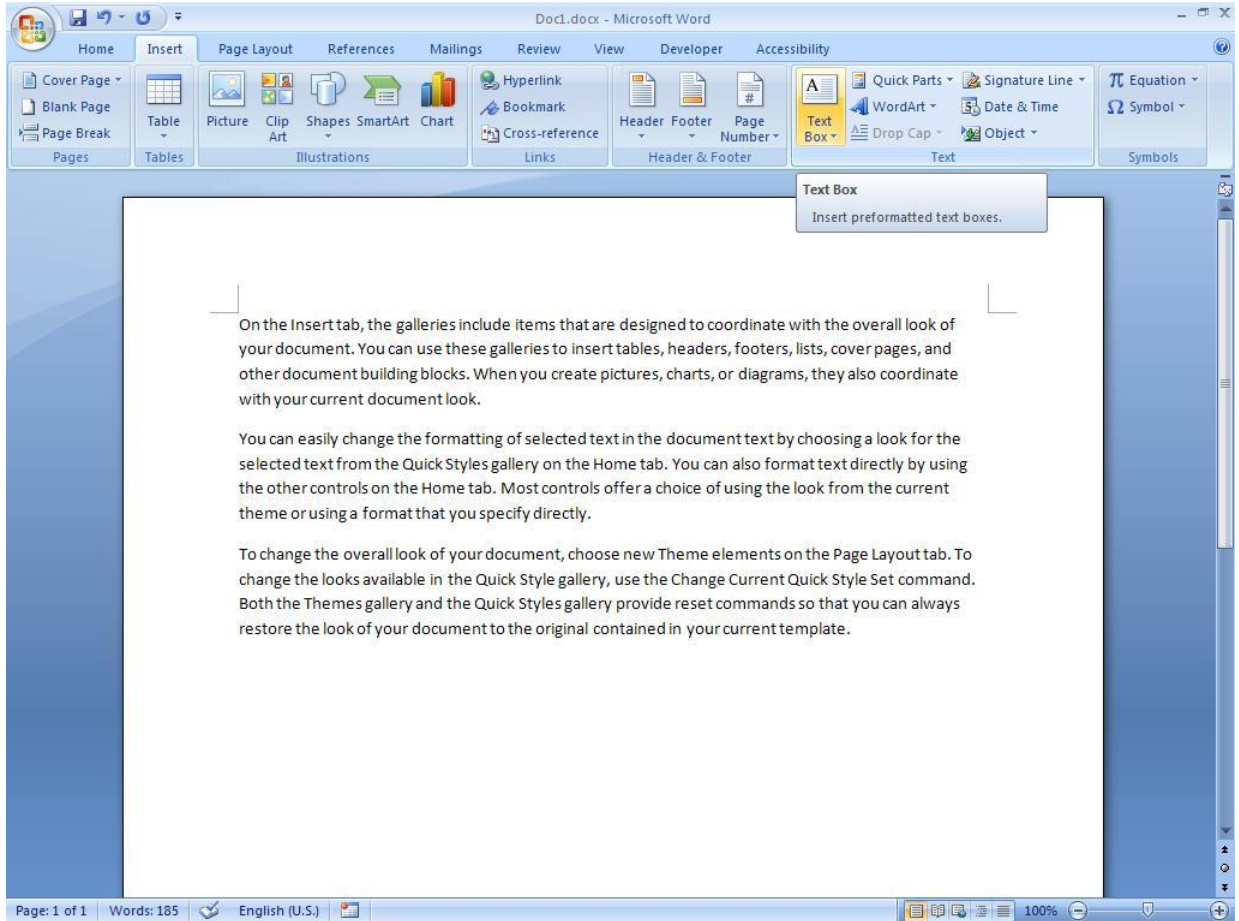 Doc1.docx - Microsoft Word
Home Insert Page Layout References Mailings Review View Developer Accessibility
Cover Page
Blank Page
Page Break
Pages
Table
Tables
Picture Clip Art Shapes SmartArt Chart
Illustrations
Hyperlink
Bookmark
Cross-reference
Links
Header Footer Page Number
#
Header & Footer
A
Text Box
Quick Parts
WordArt
Drop Cap
Signature Line
Date & Time
Object
Text
π Equation
Ω Symbol
Symbols
Text Box
Insert preformatted text boxes.
On the Insert tab, the galleries include items that are designed to coordinate with the overall look of
your document. You can use these galleries to insert tables, headers, footers, lists, cover pages, and
other document building blocks. When you create pictures, charts, or diagrams, they also coordinate
with your current document look.
You can easily change the formatting of selected text in the document text by choosing a look for the
selected text from the Quick Styles gallery on the Home tab. You can also format text directly by using
the other controls on the Home tab. Most controls offer a choice of using the look from the current
theme or using a format that you specify directly.
To change the overall look of your document, choose new Theme elements on the Page Layout tab. To
change the looks available in the Quick Style gallery, use the Change Current Quick Style Set command.
Both the Themes gallery and the Quick Styles gallery provide reset commands so that you can always
restore the look of your document to the original contained in your current template.
Page: 1 of 1 Words: 185 English (U.S.) 100%